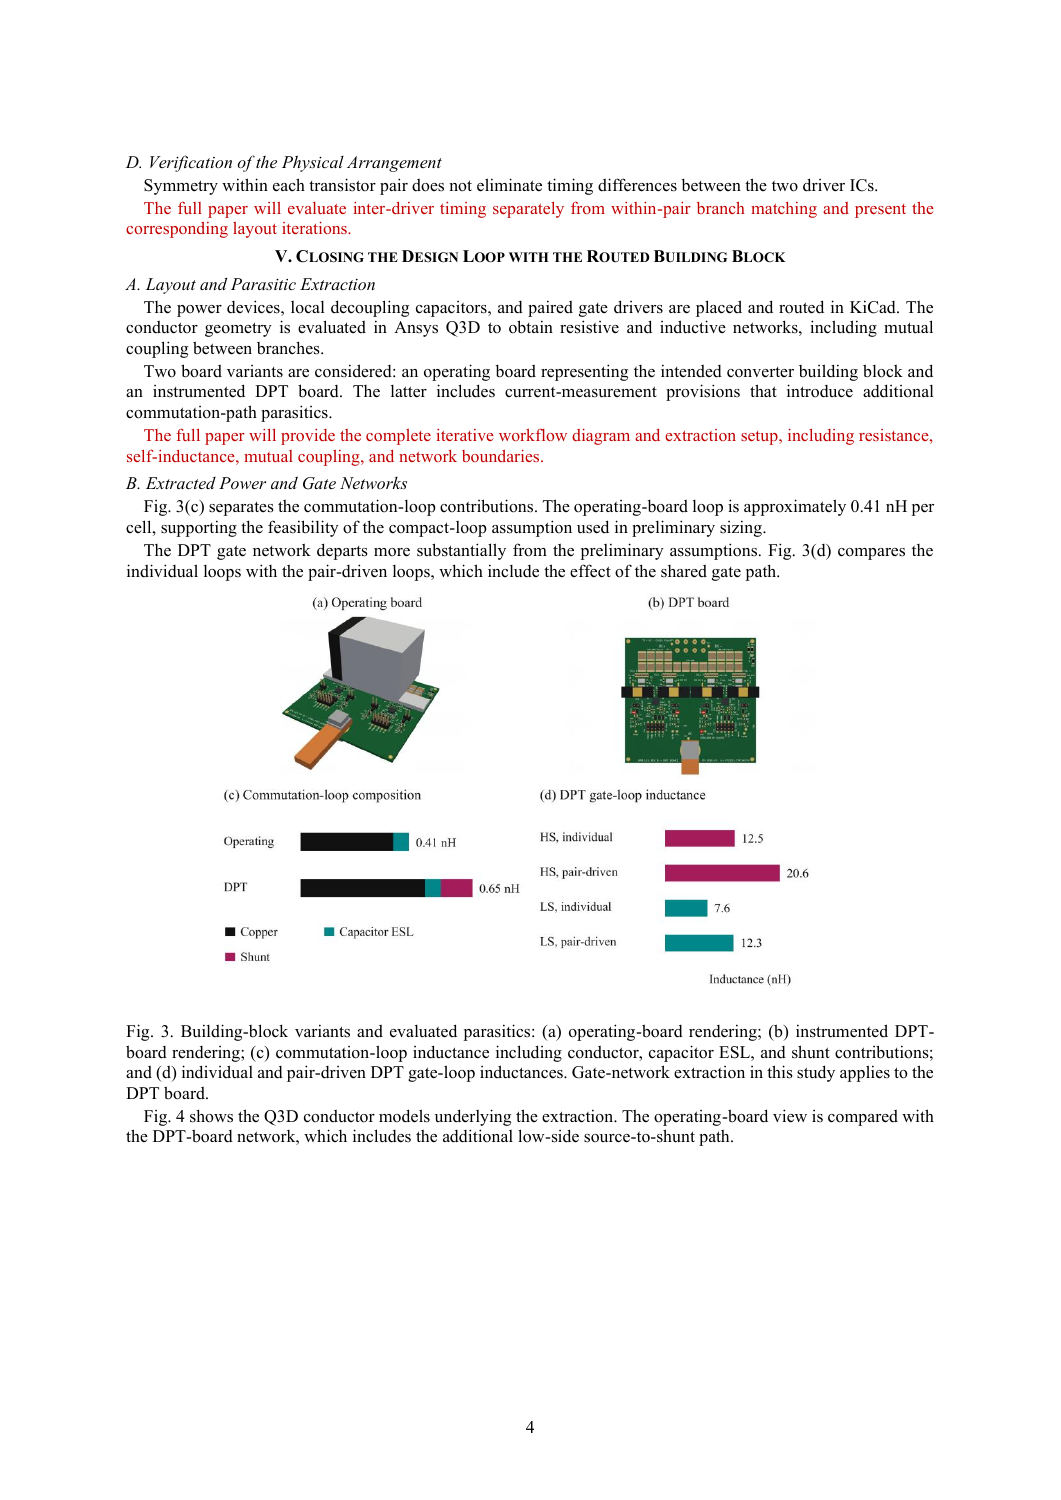 D. Verification of the Physical Arrangement
Symmetry within each transistor pair does not eliminate timing differences between the two driver ICs.
The full paper will evaluate inter-driver timing separately from within-pair branch matching and present the
corresponding layout iterations.
V. CLOSING THE DESIGN LOOP WITH THE ROUTED BUILDING BLOCK
A. Layout and Parasitic Extraction
The power devices, local decoupling capacitors, and paired gate drivers are placed and routed in KiCad. The
conductor geometry is evaluated in Ansys Q3D to obtain resistive and inductive networks, including mutual
coupling between branches.
Two board variants are considered: an operating board representing the intended converter building block and
an instrumented DPT board. The latter includes current-measurement provisions that introduce additional
commutation-path parasitics.
The full paper will provide the complete iterative workflow diagram and extraction setup, including resistance,
self-inductance, mutual coupling, and network boundaries.
B. Extracted Power and Gate Networks
Fig. 3(c) separates the commutation-loop contributions. The operating-board loop is approximately 0.41 nH per
cell, supporting the feasibility of the compact-loop assumption used in preliminary sizing.
The DPT gate network departs more substantially from the preliminary assumptions. Fig. 3(d) compares the
individual loops with the pair-driven loops, which include the effect of the shared gate path.
(a) Operating board
(b) DPT board
(c) Commutation-loop composition
Operating
0.41 nH
DPT
0.65 nH
Copper
Capacitor ESL
Shunt
(d) DPT gate-loop inductance
HS, individual
12.5
HS, pair-driven
20.6
LS, individual
7.6
LS, pair-driven
12.3
Inductance (nH)
Fig. 3. Building-block variants and evaluated parasitics: (a) operating-board rendering; (b) instrumented DPT-
board rendering; (c) commutation-loop inductance including conductor, capacitor ESL, and shunt contributions;
and (d) individual and pair-driven DPT gate-loop inductances. Gate-network extraction in this study applies to the
DPT board.
Fig. 4 shows the Q3D conductor models underlying the extraction. The operating-board view is compared with
the DPT-board network, which includes the additional low-side source-to-shunt path.
4